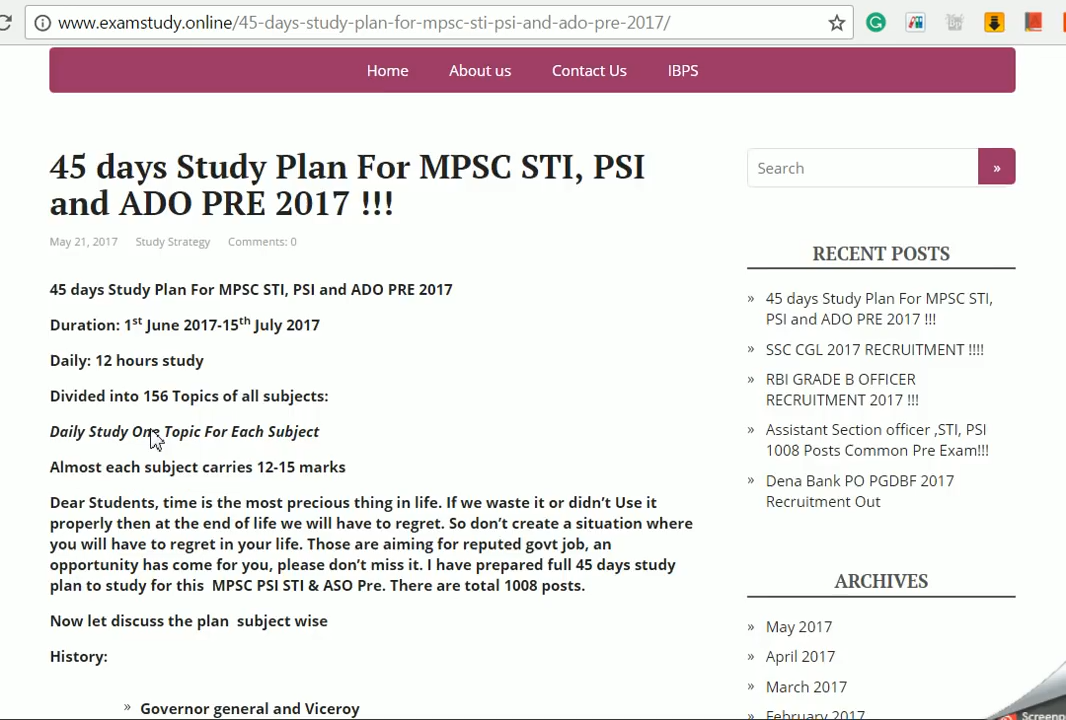 www.examstudy.online/45-days-study-plan-for-mpsc-sti-psi-and-ado-pre-2017/
Home About us Contact Us IBPS
45 days Study Plan For MPSC STI, PSI
and ADO PRE 2017 !!!
May 21, 2017 Study Strategy Comments: 0
45 days Study Plan For MPSC STI, PSI and ADO PRE 2017
Duration: 1st June 2017-15th July 2017
Daily: 12 hours study
Divided into 156 Topics of all subjects:
Daily Study One Topic For Each Subject
Almost each subject carries 12-15 marks
Dear Students, time is the most precious thing in life. If we waste it or didn’t Use it
properly then at the end of life we will have to regret. So don’t create a situation where
you will have to regret in your life. Those are aiming for reputed govt job, an
opportunity has come for you, please don’t miss it. I have prepared full 45 days study
plan to study for this MPSC PSI STI & ASO Pre. There are total 1008 posts.
Now let discuss the plan subject wise
History:
» Governor general and Viceroy
Search »
RECENT POSTS
» 45 days Study Plan For MPSC STI,
PSI and ADO PRE 2017 !!!
» SSC CGL 2017 RECRUITMENT !!!!
» RBI GRADE B OFFICER
RECRUITMENT 2017 !!!
» Assistant Section officer ,STI, PSI
1008 Posts Common Pre Exam!!!
» Dena Bank PO PGDBF 2017
Recruitment Out
ARCHIVES
» May 2017
» April 2017
» March 2017
» February 2017